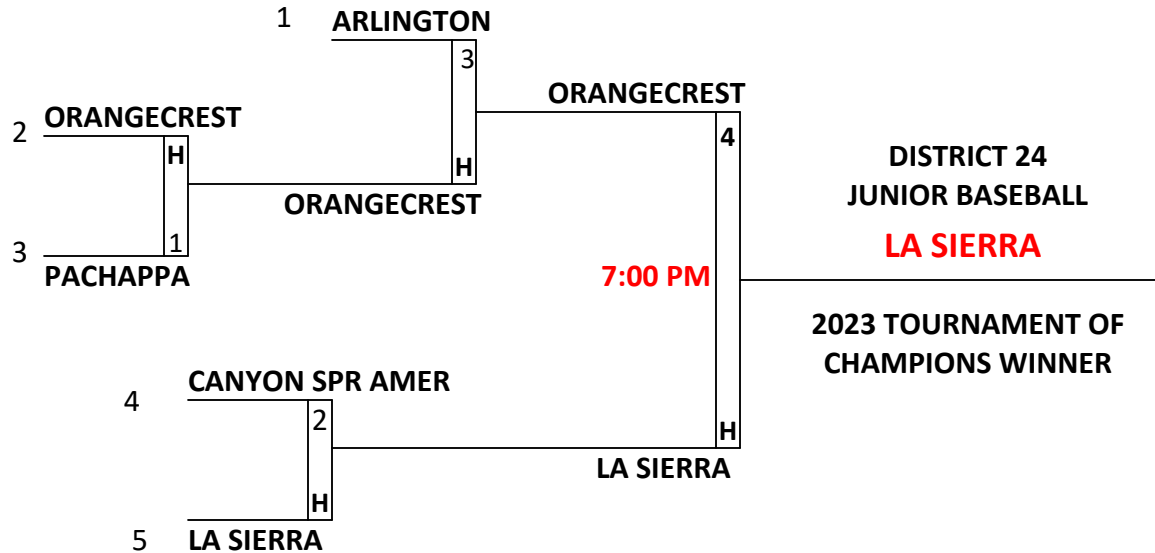 1 ARLINGTON
3
ORANGECREST
2 ORANGECREST
4
H
DISTRICT 24
JUNIOR BASEBALL
H
ORANGECREST
LA SIERRA
1
3
PACHAPPA
7:00 PM
2023 TOURNAMENT OF
CHAMPIONS WINNER
CANYON SPR AMER
4
2
H
LA SIERRA
H
5 LA SIERRA